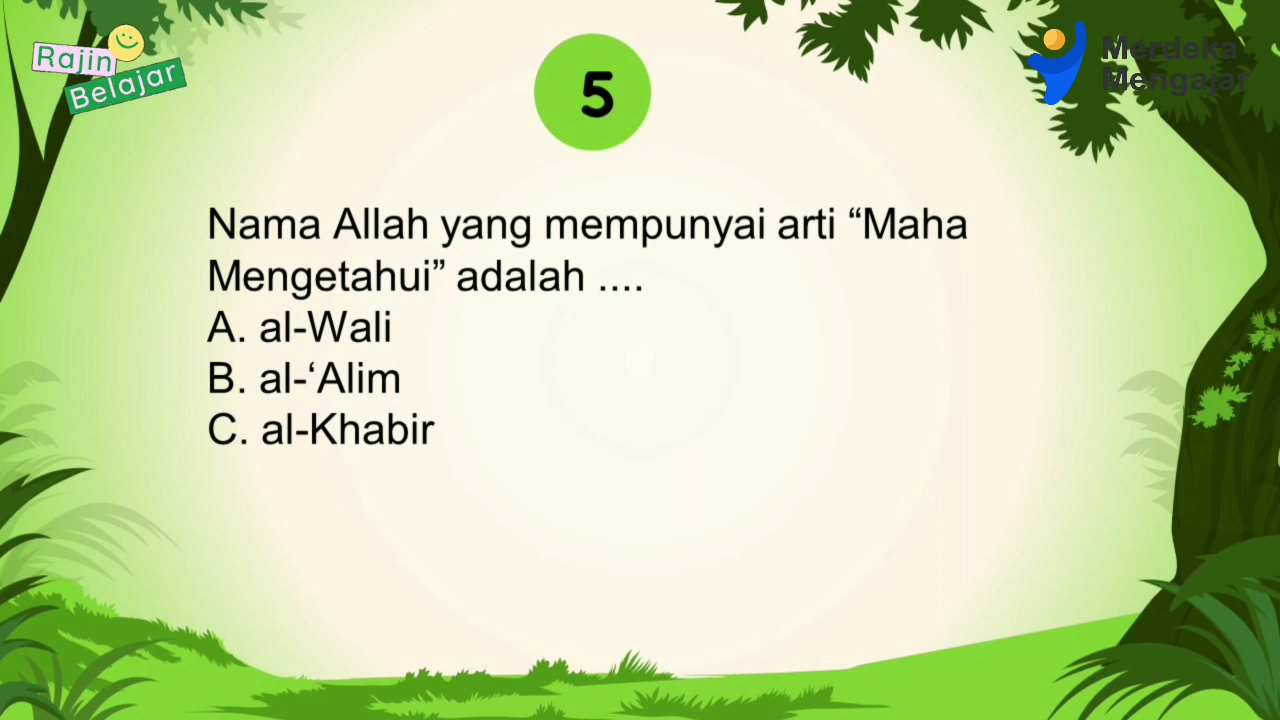 Rajin
Belajar
5
Merdeka
Mengajar
Nama Allah yang mempunyai arti “Maha
Mengetahui” adalah ....
A. al-Wali
B. al-‘Alim
C. al-Khabir